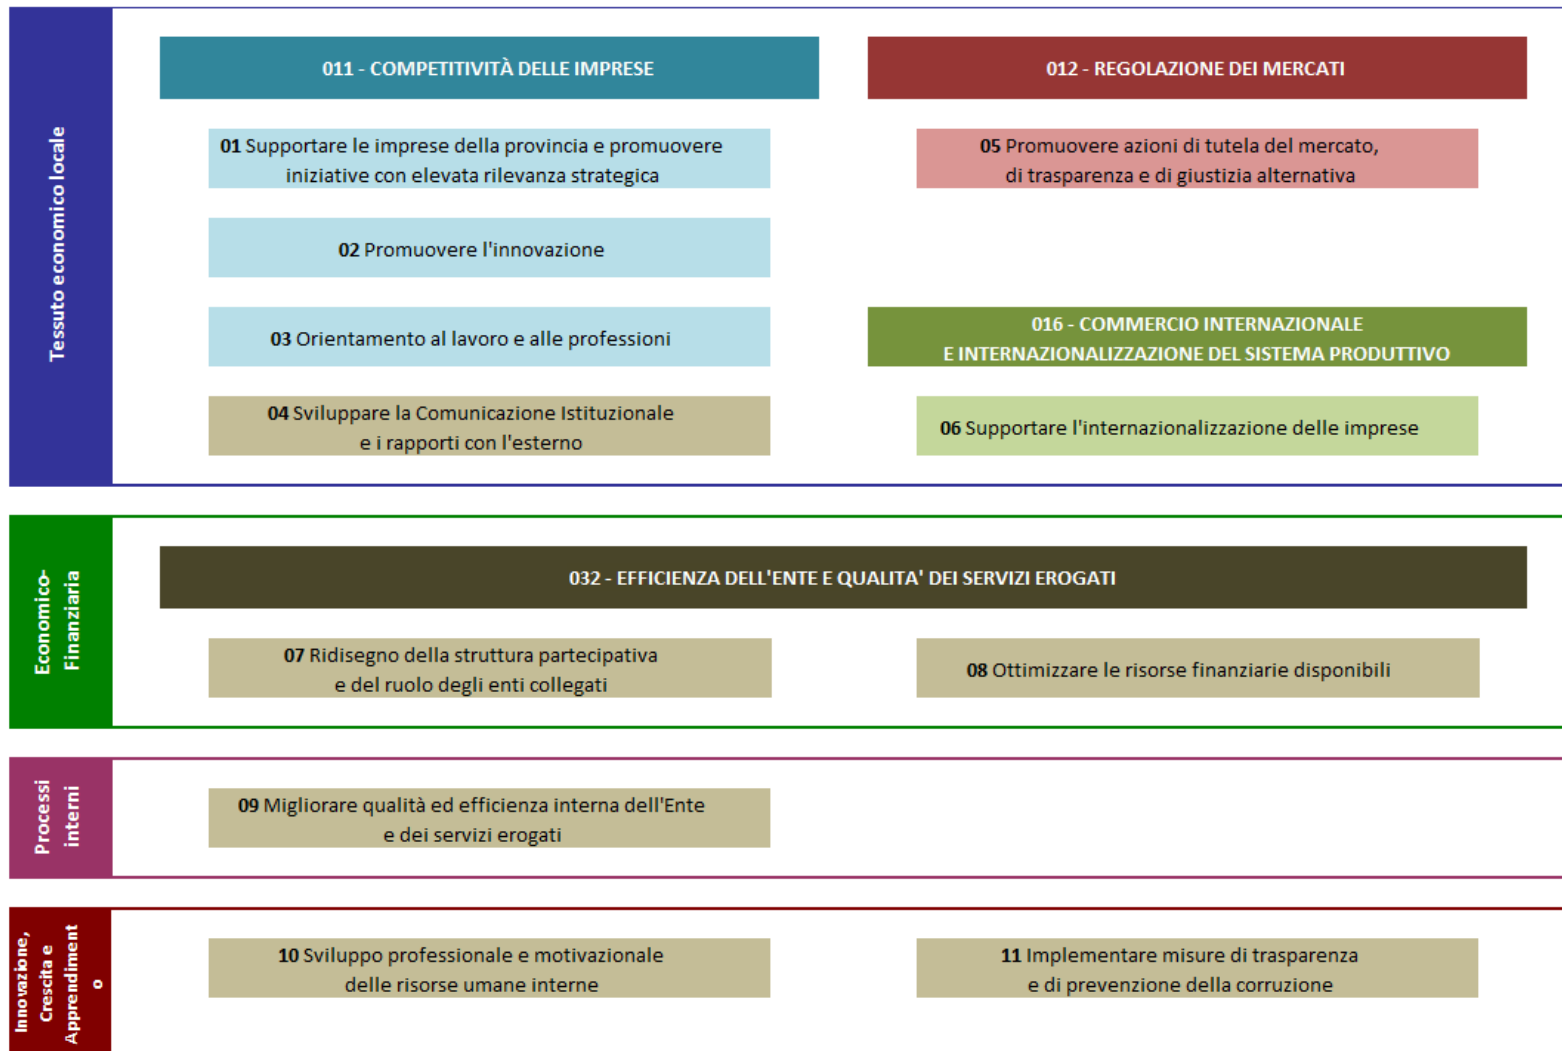 Tessuto economico locale
011 - COMPETITIVITÀ DELLE IMPRESE
01 Supportare le imprese della provincia e promuovere
iniziative con elevata rilevanza strategica
02 Promuovere l'innovazione
03 Orientamento al lavoro e alle professioni
04 Sviluppare la Comunicazione Istituzionale
e i rapporti con l'esterno
012 - REGOLAZIONE DEI MERCATI
05 Promuovere azioni di tutela del mercato,
di trasparenza e di giustizia alternativa
016 - COMMERCIO INTERNAZIONALE
E INTERNAZIONALIZZAZIONE DEL SISTEMA PRODUTTIVO
06 Supportare l'internazionalizzazione delle imprese
Economico-
Finanziaria
032 - EFFICIENZA DELL'ENTE E QUALITA' DEI SERVIZI EROGATI
07 Ridisegno della struttura partecipativa
e del ruolo degli enti collegati
08 Ottimizzare le risorse finanziarie disponibili
Processi
interni
09 Migliorare qualità ed efficienza interna dell'Ente
e dei servizi erogati
Innovazione,
Crescita e
Apprendiment
o
10 Sviluppo professionale e motivazionale
delle risorse umane interne
11 Implementare misure di trasparenza
e di prevenzione della corruzione